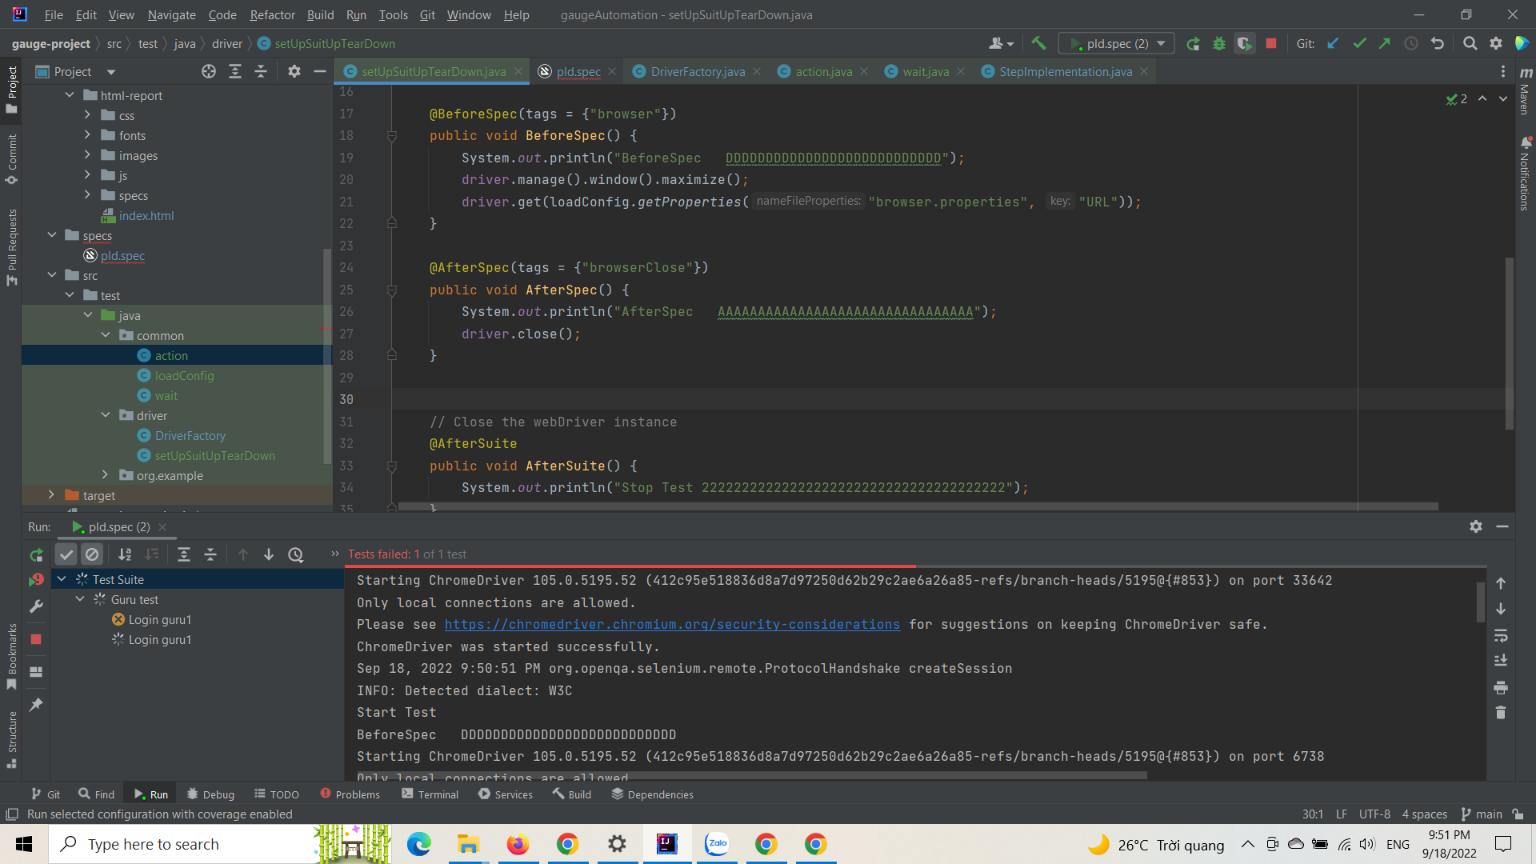 File Edit View Navigate Code Refactor Build Run Tools Git Window Help gaugeAutomation - setUpSuitUpTearDown.java
gauge-project src test java driver setUpSuitUpTearDown pld.spec (2) Git:
Project setUpSuitUpTearDown.java pld.spec DriverFactory.java action.java wait.java StepImplementation.java
Project
Commit
Pull Requests
Bookmarks
Structure
Maven
Notifications
html-report
css
fonts
images
js
specs
index.html
specs
pld.spec
src
test
java
common
action
loadConfig
wait
driver
DriverFactory
setUpSuitUpTearDown
org.example
target
2
16
17 @BeforeSpec(tags = {"browser"})
18 public void BeforeSpec() {
19 System.out.println("BeforeSpec   DDDDDDDDDDDDDDDDDDDDDDDDDDD");
20 driver.manage().window().maximize();
21 driver.get(loadConfig.getProperties( nameFileProperties: "browser.properties", key: "URL"));
22 }
23
24 @AfterSpec(tags = {"browserClose"})
25 public void AfterSpec() {
26 System.out.println("AfterSpec   AAAAAAAAAAAAAAAAAAAAAAAAAAAAAAAA");
27 driver.close();
28 }
29
30
31 // Close the webDriver instance
32 @AfterSuite
33 public void AfterSuite() {
34 System.out.println("Stop Test 22222222222222222222222222222222222222");
35 }
Run: pld.spec (2)
Tests failed: 1 of 1 test
Test Suite
Guru test
Login guru1
Login guru1
Starting ChromeDriver 105.0.5195.52 (412c95e518836d8a7d97250d62b29c2ae6a26a85-refs/branch-heads/5195@{#853}) on port 33642
Only local connections are allowed.
Please see https://chromedriver.chromium.org/security-considerations for suggestions on keeping ChromeDriver safe.
ChromeDriver was started successfully.
Sep 18, 2022 9:50:51 PM org.openqa.selenium.remote.ProtocolHandshake createSession
INFO: Detected dialect: W3C
Start Test
BeforeSpec   DDDDDDDDDDDDDDDDDDDDDDDDDDD
Starting ChromeDriver 105.0.5195.52 (412c95e518836d8a7d97250d62b29c2ae6a26a85-refs/branch-heads/5195@{#853}) on port 6738
Only local connections are allowed
Git Find Run Debug TODO Problems Terminal Services Build Dependencies
Run selected configuration with coverage enabled 30:1 LF UTF-8 4 spaces main
Type here to search Zalo 26°C Trời quang ENG 9:51 PM
9/18/2022